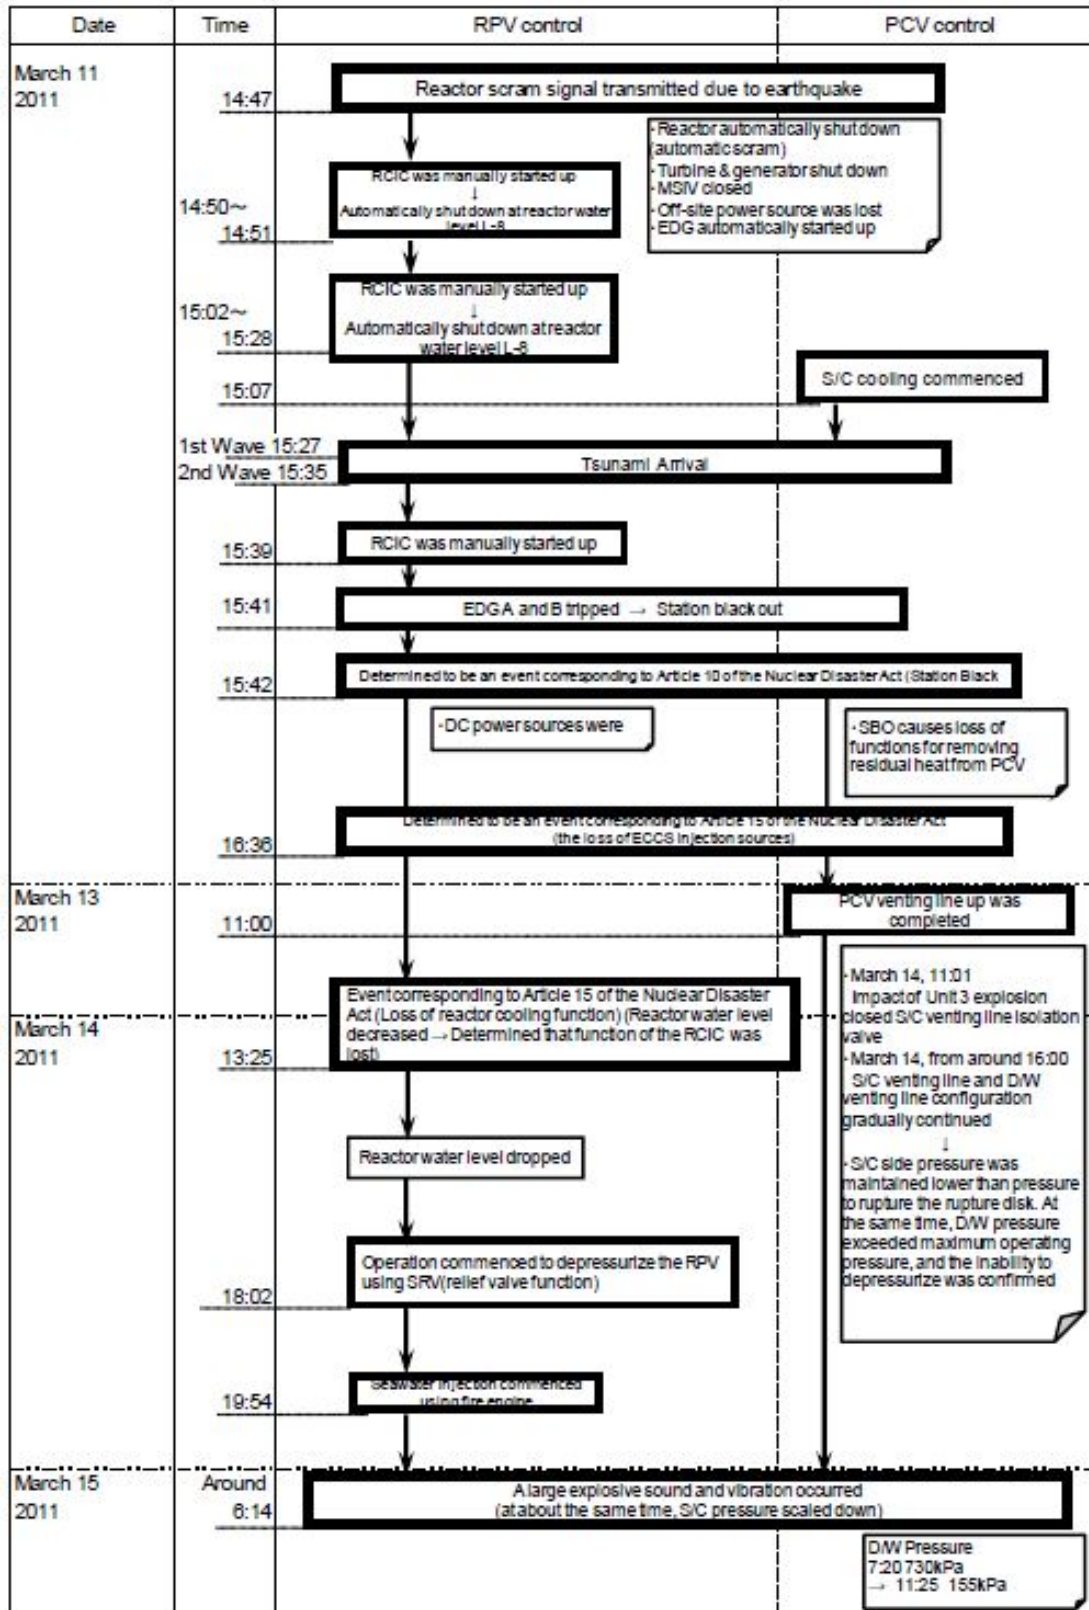 Date
Time
RPV control
PCV control
March 11
2011
14:47
Reactor scram signal transmitted due to earthquake
·Reactor automatically shut down
(automatic scram)
·Turbine & generator shut down
·MSIV closed
·Off-site power source was lost
·EDG automatically started up
14:50~
14:51
RCIC was manually started up
↓
Automatically shut down at reactor water
level L-8
15:02~
15:28
RCIC was manually started up
↓
Automatically shut down at reactor
water level L-8
15:07
S/C cooling commenced
1st Wave 15:27
2nd Wave 15:35
Tsunami Arrival
15:39
RCIC was manually started up
15:41
EDG A and B tripped → Station black out
15:42
Determined to be an event corresponding to Article 10 of the Nuclear Disaster Act (Station Black
·DC power sources were
·SBO causes loss of
functions for removing
residual heat from PCV
16:36
Determined to be an event corresponding to Article 15 of the Nuclear Disaster Act
(the loss of ECCS injection sources)
March 13
2011
11:00
PCV venting line up was
completed
·March 14, 11:01
Impact of Unit 3 explosion
closed S/C venting line isolation
valve
·March 14, from around 16:00
S/C venting line and D/W
venting line configuration
gradually continued
↓
·S/C side pressure was
maintained lower than pressure
to rupture the rupture disk. At
the same time, D/W pressure
exceeded maximum operating
pressure, and the inability to
depressurize was confirmed
March 14
2011
13:25
Event corresponding to Article 15 of the Nuclear Disaster
Act (Loss of reactor cooling function) (Reactor water level
decreased → Determined that function of the RCIC was
lost)
Reactor water level dropped
18:02
Operation commenced to depressurize the RPV
using SRV(relief valve function)
19:54
Seawater injection commenced
using fire engine
March 15
2011
Around
6:14
A large explosive sound and vibration occurred
(at about the same time, S/C pressure scaled down)
D/W Pressure
7:20 730kPa
→ 11:25 155kPa